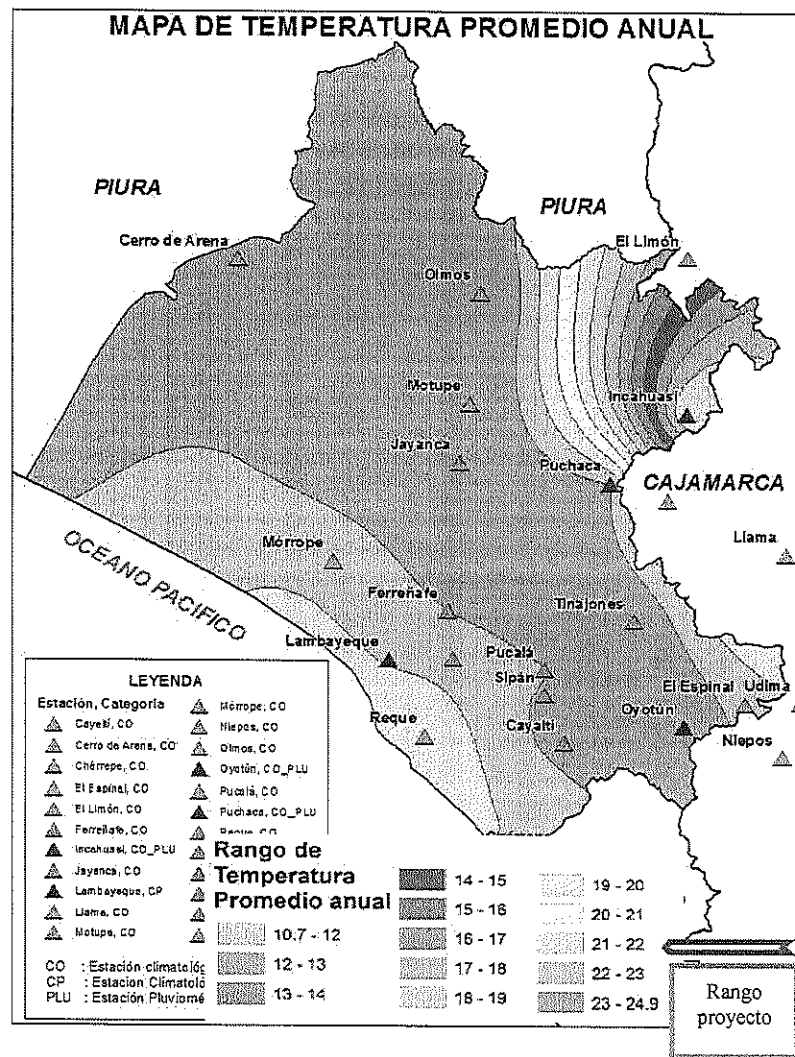 MAPA DE TEMPERATURA PROMEDIO ANUAL
PIURA
PIURA
Cerro de Arena
El Limón
Olmos
Motupe
Incahuasi
Jayanca
Puchaca
CAJAMARCA
Llama
OCEANO PACIFICO
Mórrope
Ferreñafe
Tinajones
Lambayeque
Pucalá
Sipán
El Espinal
Udima
Reque
Cayaltí
Oyotún
Niepos
LEYENDA
Estación, Categoría
Cayaltí, CO
Cerro de Arena, CO
Chérrepe, CO
El Espinal, CO
El Limón, CO
Ferreñafe, CO
Incahuasi, CO_PLU
Jayanca, CO
Lambayeque, CP
Llama, CO
Motupe, CO
Mórrope, CO
Niepos, CO
Olmos, CO
Oyotún, CO_PLU
Pucalá, CO
Puchaca, CO_PLU
Reque, CO
CO : Estación climatológ
CP : Estacion Climatoló
PLU : Estación Pluviomé
Rango de
Temperatura
Promedio anual
10.7 - 12
12 - 13
13 - 14
14 - 15
15 - 16
16 - 17
17 - 18
18 - 19
19 - 20
20 - 21
21 - 22
22 - 23
23 - 24.9
Rango
proyecto